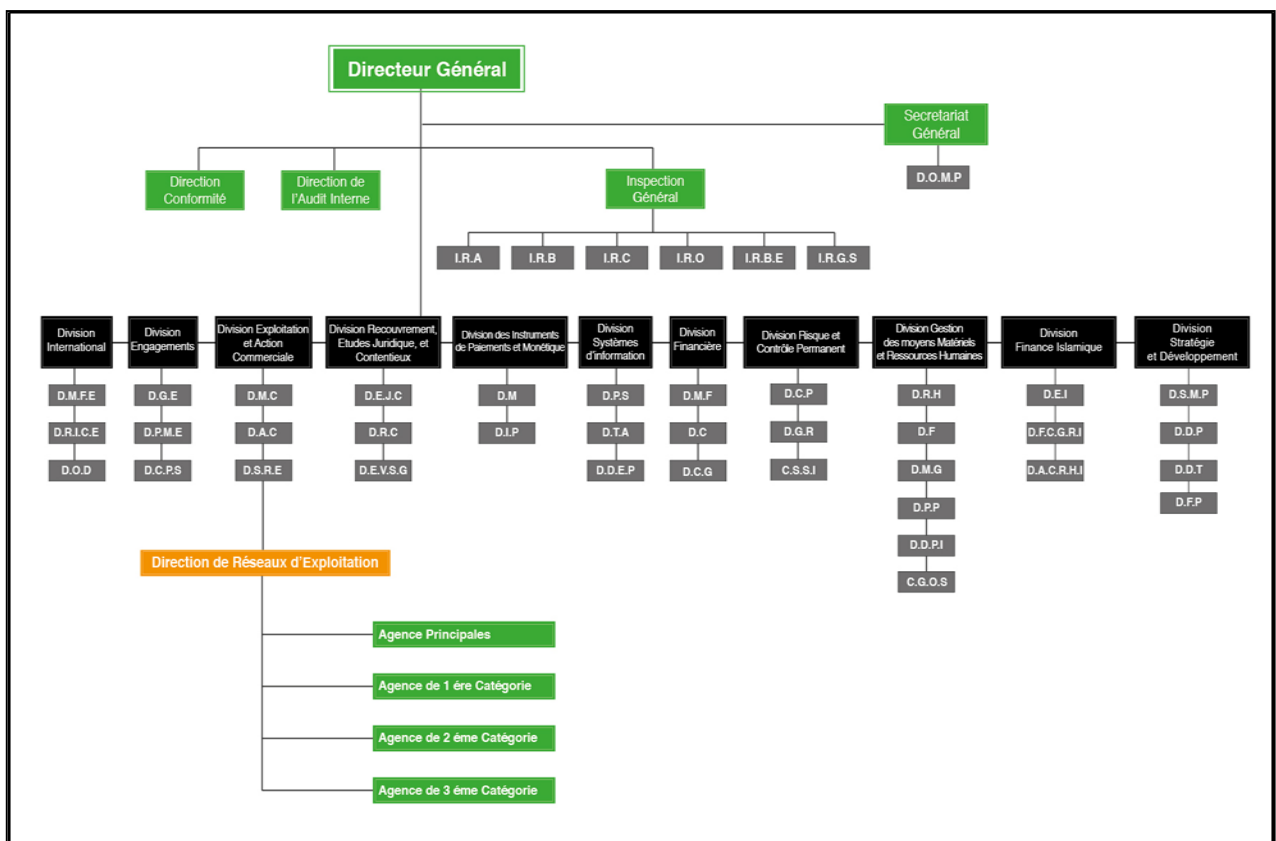 Directeur Général
Secretariat
Général
D.O.M.P
Direction
Conformité
Direction de
l'Audit Interne
Inspection
Général
I.R.A
I.R.B
I.R.C
I.R.O
I.R.B.E
I.R.G.S
Division
International
D.M.F.E
D.R.I.C.E
D.O.D
Division
Engagements
D.G.E
D.P.M.E
D.C.P.S
Division Exploitation
et Action
Commerciale
D.M.C
D.A.C
D.S.R.E
Division Recouvrement,
Etudes Juridique, et
Contentieux
D.E.J.C
D.R.C
D.E.V.S.G
Division des Instruments
de Paiements et Monétique
D.M
D.I.P
Division
Systèmes
d'information
D.P.S
D.T.A
D.D.E.P
Division
Financière
D.M.F
D.C
D.C.G
Division Risque et
Contrôle Permanent
D.C.P
D.G.R
C.S.S.I
Division Gestion
des moyens Matériels
et Ressources Humaines
D.R.H
D.F
D.M.G
D.P.P
D.D.P.I
C.G.O.S
Division
Finance Islamique
D.E.I
D.F.C.G.R.I
D.A.C.R.H.I
Division
Stratégie
et Développement
D.S.M.P
D.D.P
D.D.T
D.F.P
Direction de Réseaux d'Exploitation
Agence Principales
Agence de 1 ére Catégorie
Agence de 2 éme Catégorie
Agence de 3 éme Catégorie